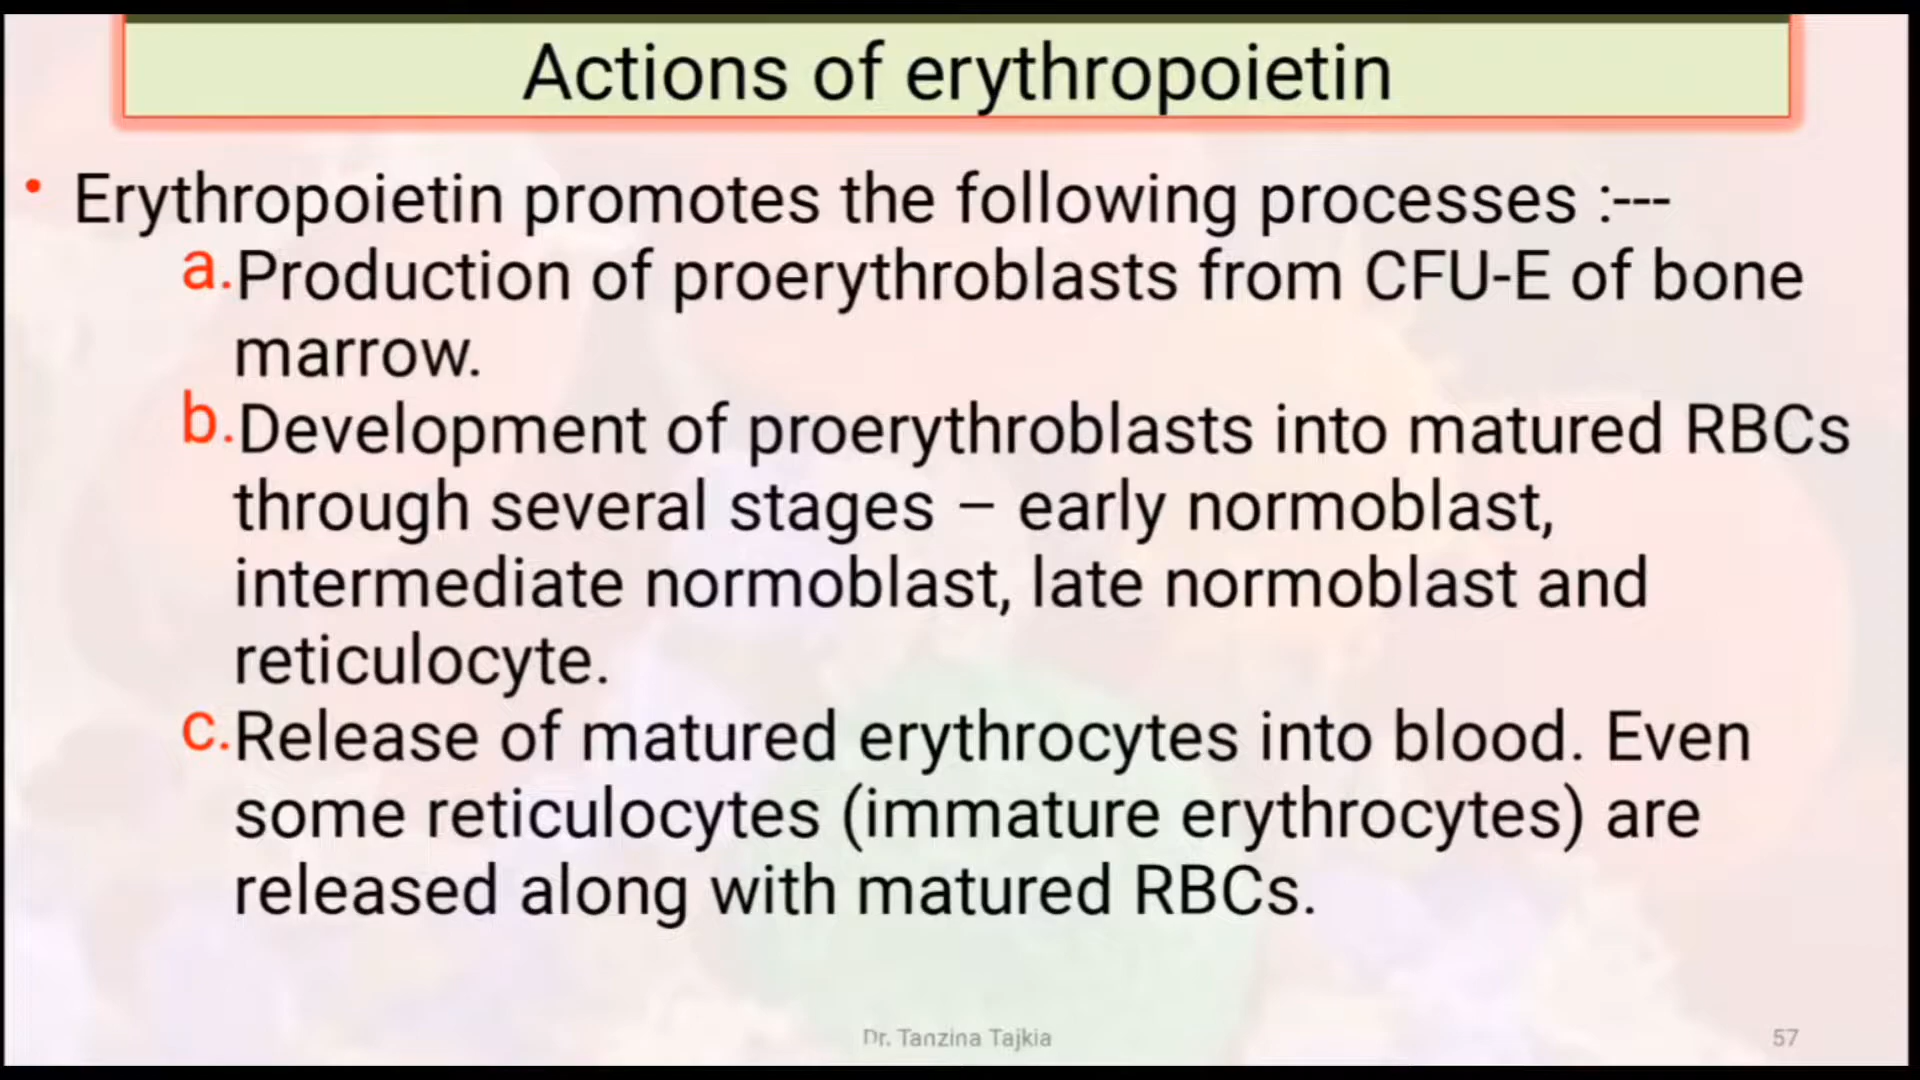 Actions of erythropoietin
• Erythropoietin promotes the following processes :---
a. Production of proerythroblasts from CFU-E of bone
marrow.
b. Development of proerythroblasts into matured RBCs
through several stages – early normoblast,
intermediate normoblast, late normoblast and
reticulocyte.
c. Release of matured erythrocytes into blood. Even
some reticulocytes (immature erythrocytes) are
released along with matured RBCs.
Dr. Tanzina Tajkia
57